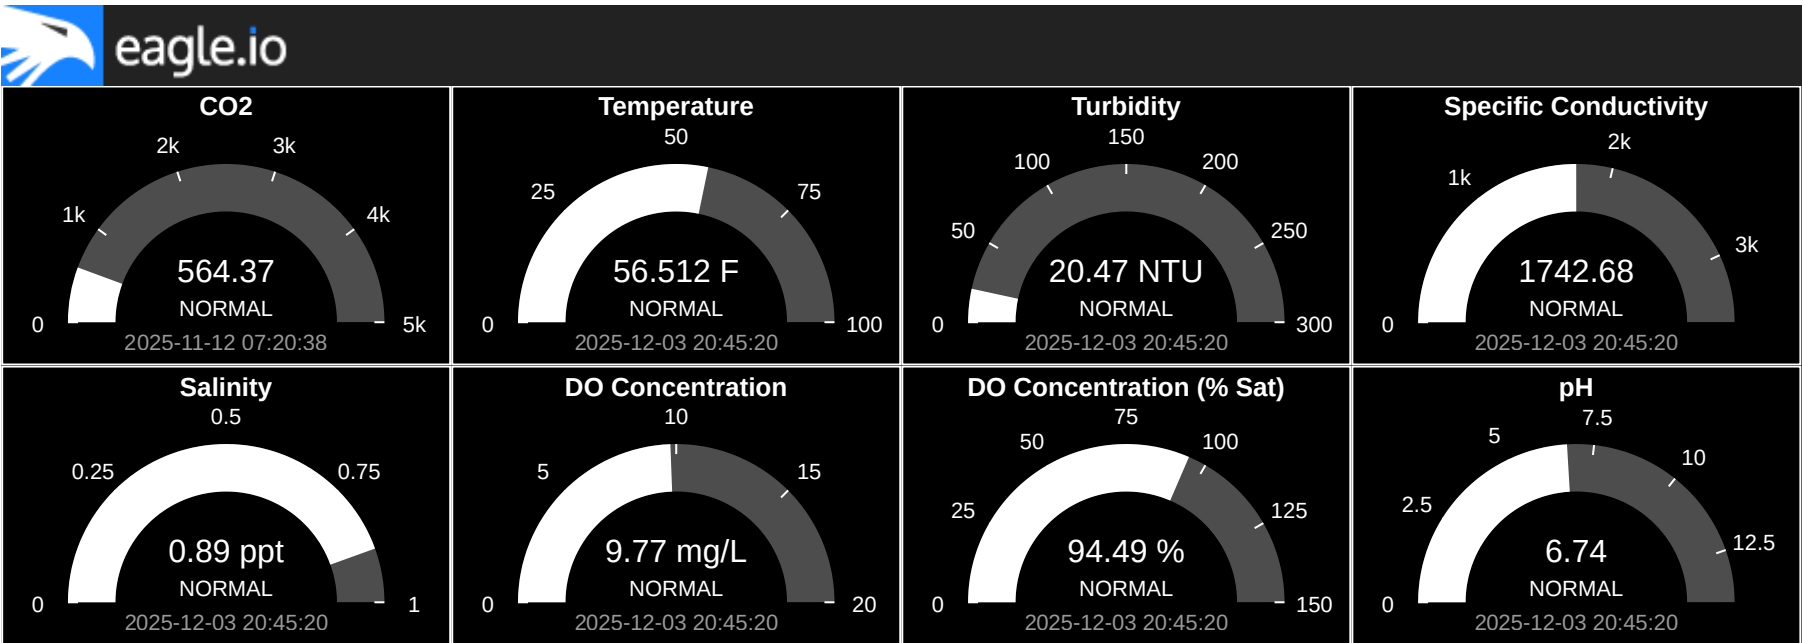 eagle.io
CO2
2k
3k
1k
4k
564.37
NORMAL
0
5k
2025-11-12 07:20:38
Temperature
50
25
75
56.512 F
NORMAL
0
100
2025-12-03 20:45:20
Turbidity
150
100
200
50
250
20.47 NTU
NORMAL
0
300
2025-12-03 20:45:20
Specific Conductivity
2k
1k
3k
1742.68
NORMAL
0
2025-12-03 20:45:20
Salinity
0.5
0.25
0.75
0.89 ppt
NORMAL
0
1
2025-12-03 20:45:20
DO Concentration
10
5
15
9.77 mg/L
NORMAL
0
20
2025-12-03 20:45:20
DO Concentration (% Sat)
75
50
100
25
125
94.49 %
NORMAL
0
150
2025-12-03 20:45:20
pH
7.5
5
10
2.5
12.5
6.74
NORMAL
0
2025-12-03 20:45:20